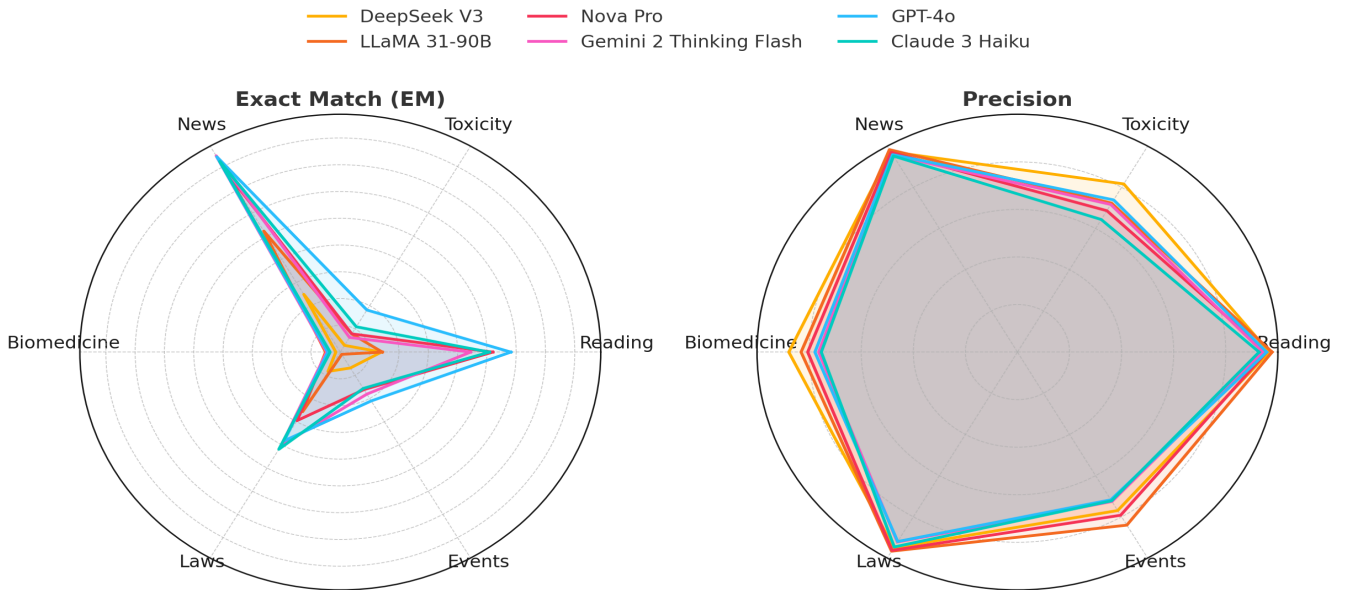 DeepSeek V3 Nova Pro GPT-4o
LLaMA 31-90B Gemini 2 Thinking Flash Claude 3 Haiku
Exact Match (EM)
News Toxicity
Biomedicine Reading
Laws Events
Precision
News Toxicity
Biomedicine Reading
Laws Events